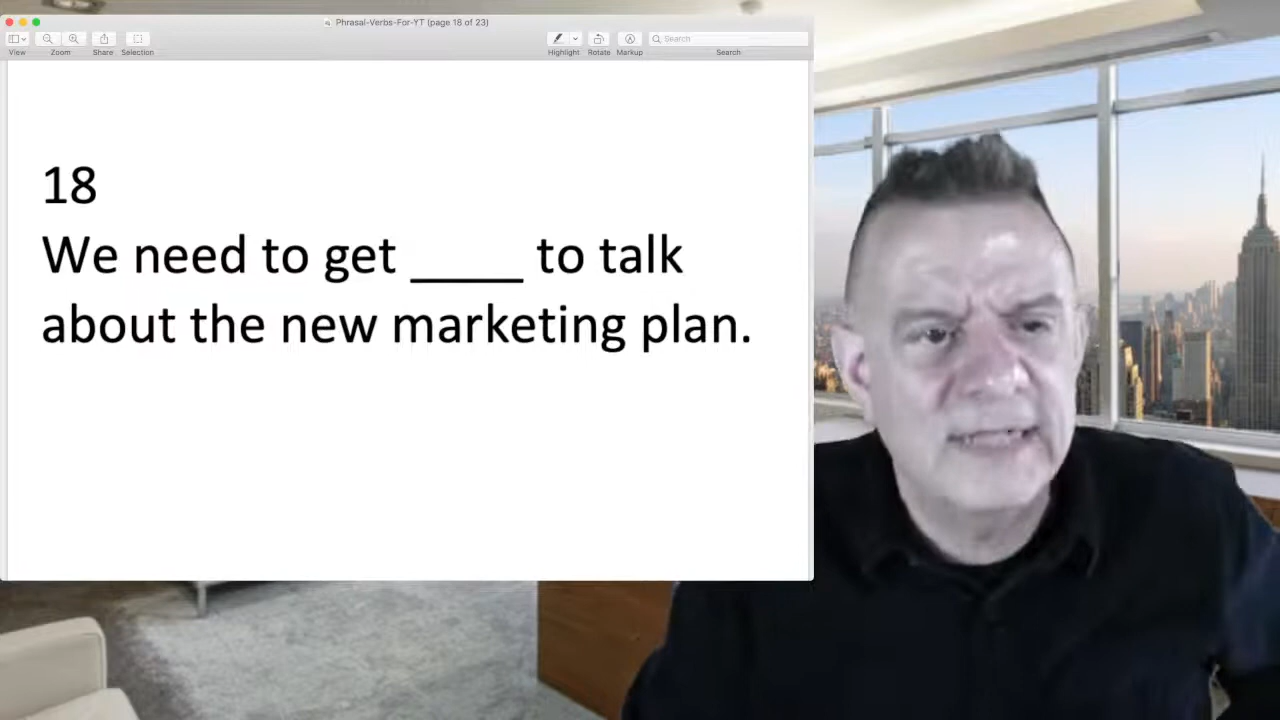 Phrasal-Verbs-For-YT (page 18 of 23)
View
Zoom
Share
Selection
Highlight
Rotate
Markup
Search
Search
18
We need to get ____ to talk
about the new marketing plan.